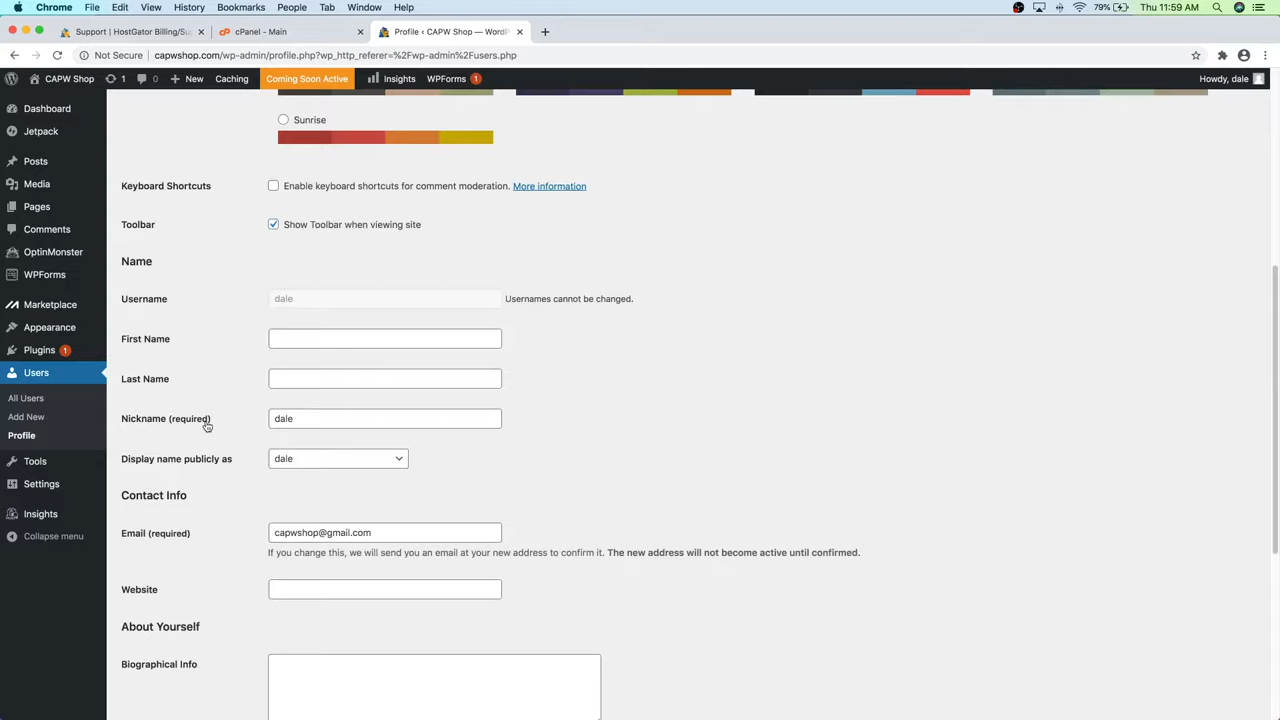 Chrome File Edit View History Bookmarks People Tab Window Help 79% Tue 11:59 AM
Support | HostGator Billing/Su cPanel - Main Profile ‹ CAPW Shop — WordP
Not Secure capwshop.com/wp-admin/profile.php?wp_http_referer=%2Fwp-admin%2Fusers.php
CAPW Shop 1 0 New Caching Coming Soon Active Insights WPForms 1 Howdy, dale
Dashboard
Jetpack
Posts
Media
Pages
Comments
OptinMonster
WPForms
Marketplace
Appearance
Plugins 1
Users
All Users
Add New
Profile
Tools
Settings
Insights
Collapse menu
Sunrise
Keyboard Shortcuts Enable keyboard shortcuts for comment moderation. More information
Toolbar Show Toolbar when viewing site
Name
Username dale Usernames cannot be changed.
First Name
Last Name
Nickname (required) dale
Display name publicly as dale
Contact Info
Email (required) capwshop@gmail.com
If you change this, we will send you an email at your new address to confirm it. The new address will not become active until confirmed.
Website
About Yourself
Biographical Info